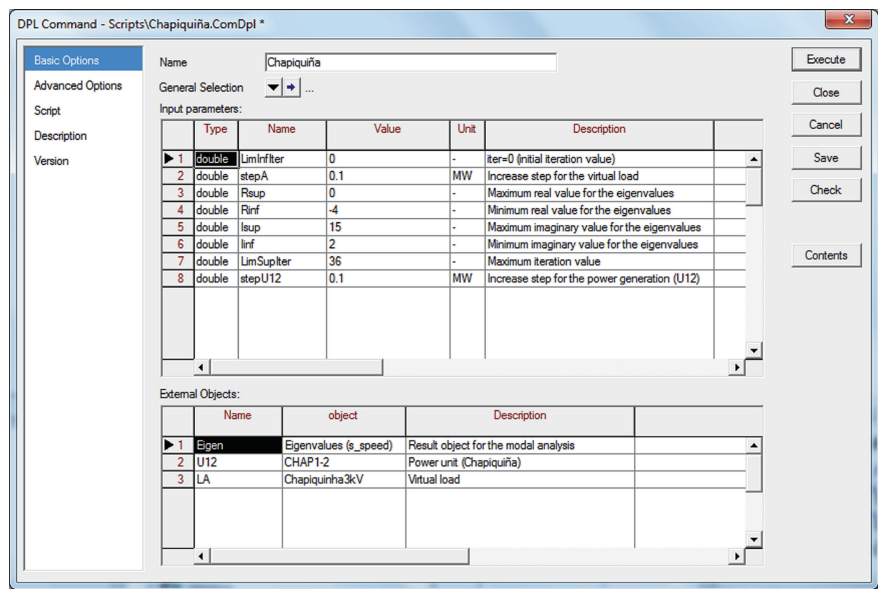 DPL Command - Scripts\Chapiquiña.ComDpl *
Basic Options
Advanced Options
Script
Description
Version
Name Chapiquiña
General Selection ...
Input parameters:
Type Name Value Unit Description
1 double LimInfIter 0 - iter=0 (initial iteration value)
2 double stepA 0.1 MW Increase step for the virtual load
3 double Rsup 0 - Maximum real value for the eigenvalues
4 double Rinf -4 - Minimum real value for the eigenvalues
5 double Isup 15 - Maximum imaginary value for the eigenvalues
6 double Iinf 2 - Minimum imaginary value for the eigenvalues
7 double LimSupIter 36 - Maximum iteration value
8 double stepU12 0.1 MW Increase step for the power generation (U12)
External Objects:
Name object Description
1 Eigen Eigenvalues (s_speed) Result object for the modal analysis
2 U12 CHAP1-2 Power unit (Chapiquiña)
3 LA Chapiquinha3kV Virtual load
Execute
Close
Cancel
Save
Check
Contents